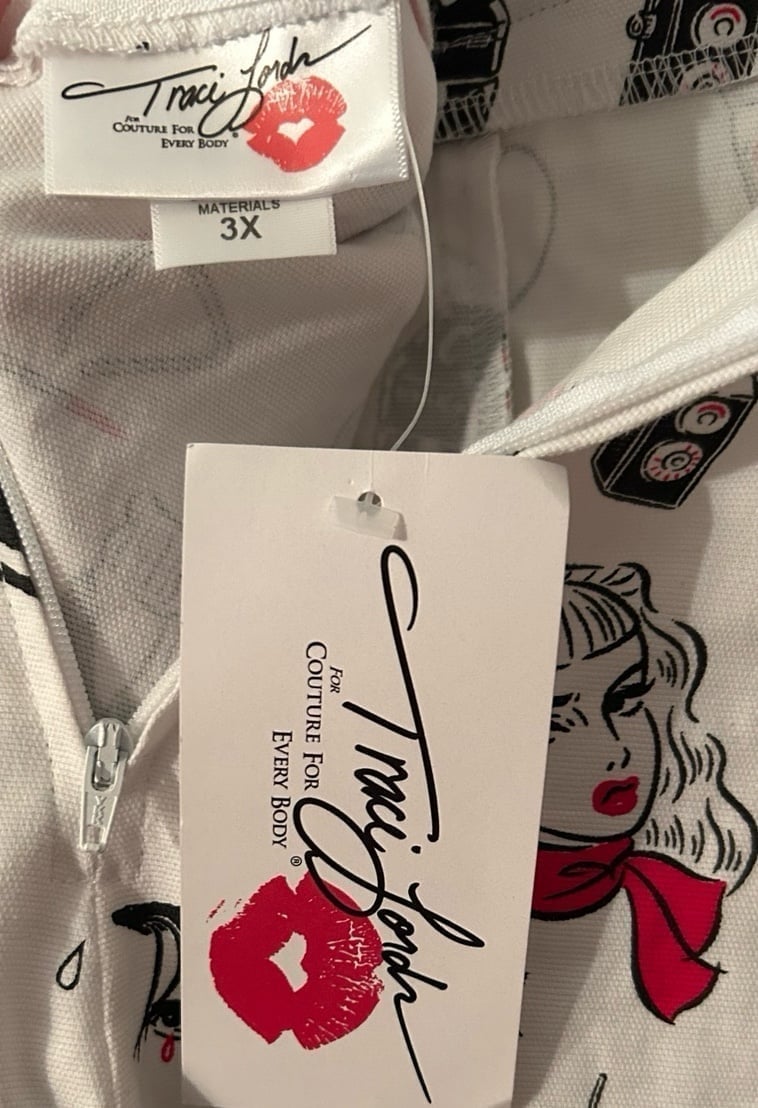 Traci Lords
FOR
COUTURE FOR
EVERY BODY®
MATERIALS
3X
Traci Lords
FOR
COUTURE FOR
EVERY BODY®